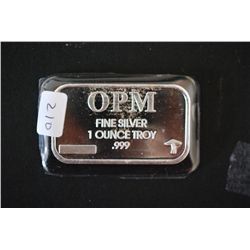 OPM
FINE SILVER
1 OUNCE TROY
.999